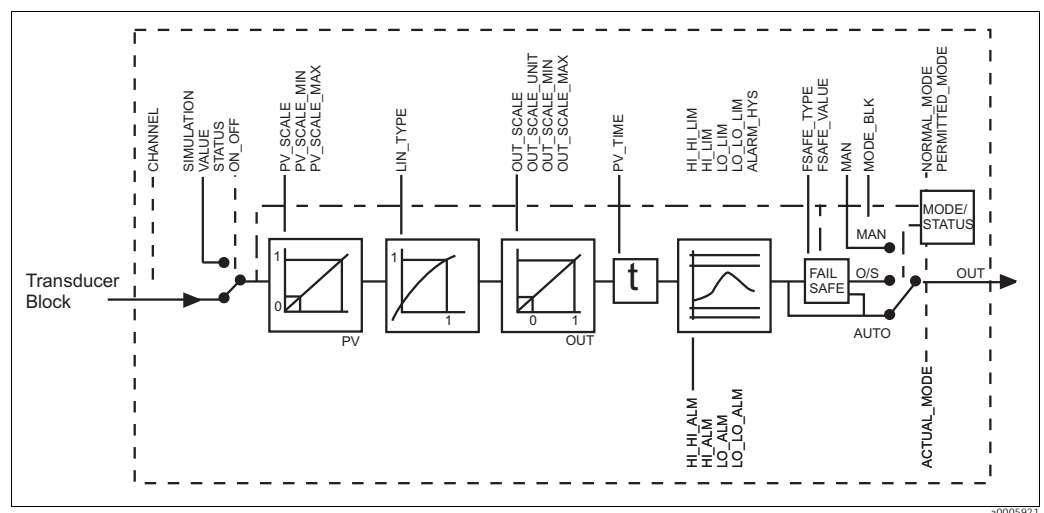 CHANNEL
SIMULATION
VALUE
STATUS
ON_OFF
PV_SCALE
PV_SCALE_MIN
PV_SCALE_MAX
LIN_TYPE
OUT_SCALE
OUT_SCALE_UNIT
OUT_SCALE_MIN
OUT_SCALE_MAX
PV_TIME
HI_HI_LIM
HI_LIM
LO_LIM
LO_LO_LIM
ALARM_HYS
FSAFE_TYPE
FSAFE_VALUE
MAN
MODE_BLK
NORMAL_MODE
PERMITTED_MODE
MODE/
STATUS
MAN
Transducer
Block
1
0
PV
1
1
0 1
OUT
t
FAIL
SAFE
O/S
AUTO
OUT
HI_HI_ALM
HI_ALM
LO_ALM
LO_LO_ALM
ACTUAL_MODE
a0005921